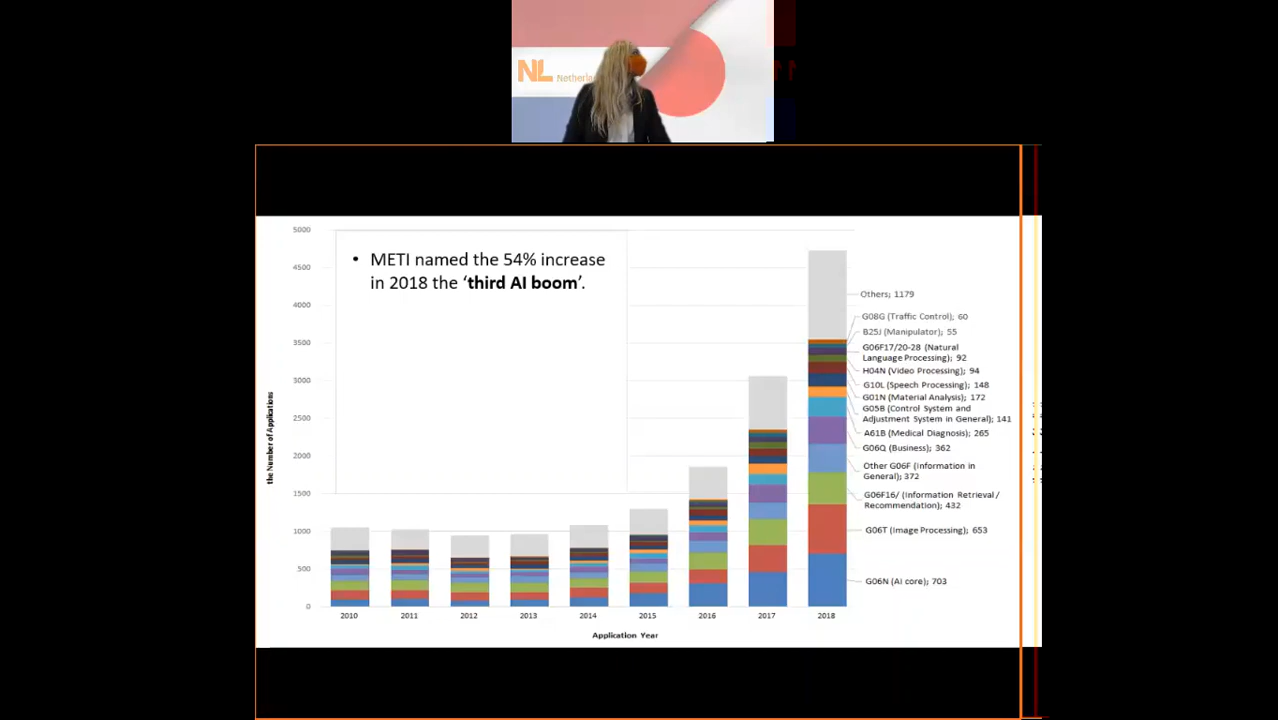 NL Netherla
5000
• METI named the 54% increase
in 2018 the ‘third AI boom’.
4500
4000
3500
3000
2500
2000
1500
1000
500
0
the Number of Applications
Others; 1179
G08G (Traffic Control); 60
B25J (Manipulator); 55
G06F17/20-28 (Natural
Language Processing); 92
H04N (Video Processing); 94
G10L (Speech Processing); 148
G01N (Material Analysis); 172
G05B (Control System and
Adjustment System in General); 141
A61B (Medical Diagnosis); 265
G06Q (Business); 362
Other G06F (Information in
General); 372
G06F16/ (Information Retrieval /
Recommendation); 432
G06T (Image Processing); 653
G06N (AI core); 703
2010 2011 2012 2013 2014 2015 2016 2017 2018
Application Year